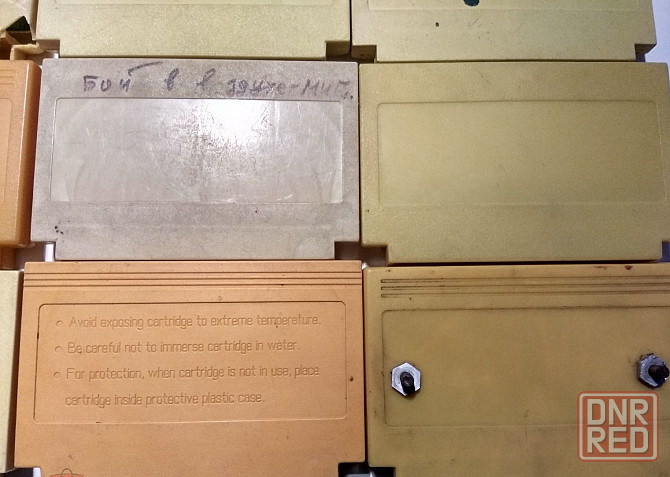 Бой в в
Avoid exposing cartridge to extreme temperature.
Be careful not to immerse cartridge in water.
For protection, when cartridge is not in use, place
cartridge inside protective plastic case.
DNR
RED